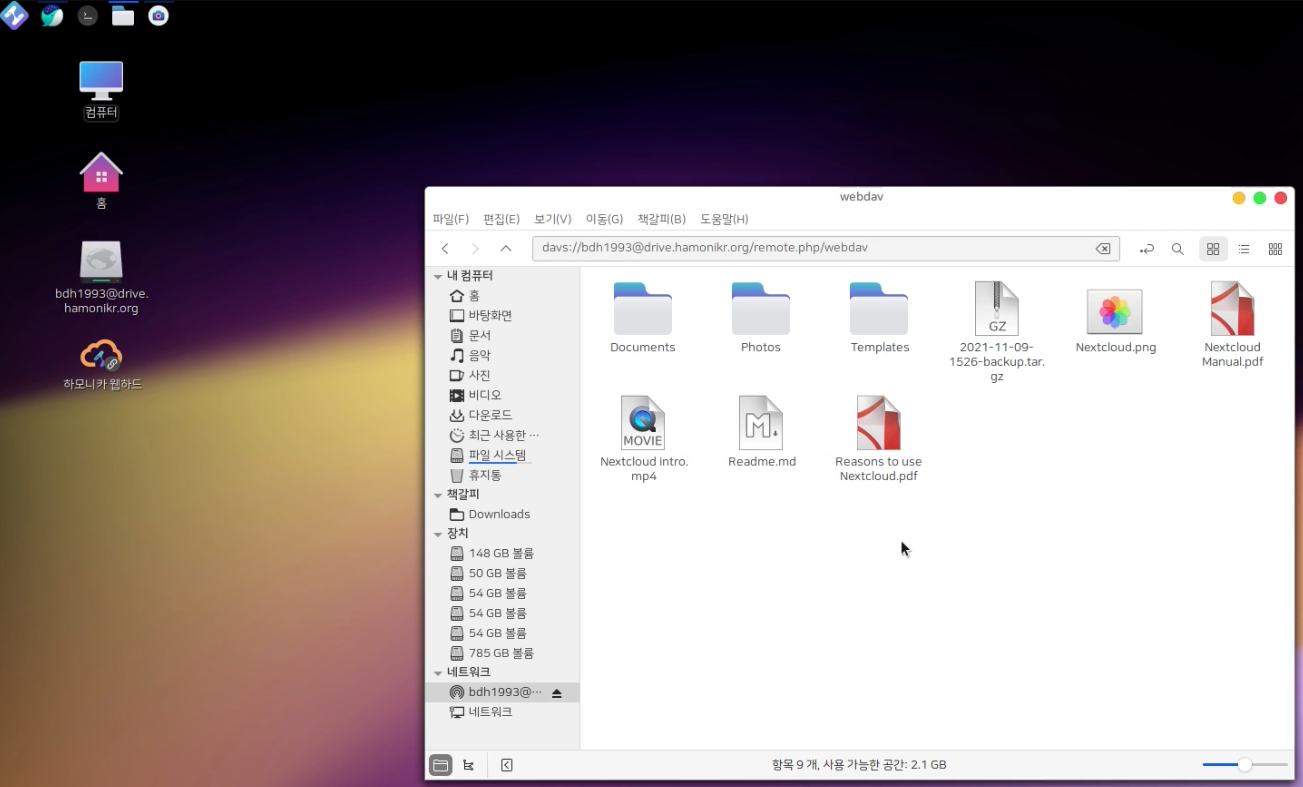 컴퓨터
홈
bdh1993@drive.
hamonikr.org
하모니카 웹하드
webdav
파일(F) 편집(E) 보기(V) 이동(G) 책갈피(B) 도움말(H)
davs://bdh1993@drive.hamonikr.org/remote.php/webdav
내 컴퓨터
홈
바탕화면
문서
음악
사진
비디오
다운로드
최근 사용한 …
파일 시스템
휴지통
책갈피
Downloads
장치
148 GB 볼륨
50 GB 볼륨
54 GB 볼륨
54 GB 볼륨
54 GB 볼륨
785 GB 볼륨
네트워크
bdh1993@…
네트워크
Documents
Photos
Templates
GZ
2021-11-09-
1526-backup.tar.
gz
Nextcloud.png
Nextcloud
Manual.pdf
MOVIE
Nextcloud intro.
mp4
M
Readme.md
Reasons to use
Nextcloud.pdf
항목 9 개, 사용 가능한 공간: 2.1 GB